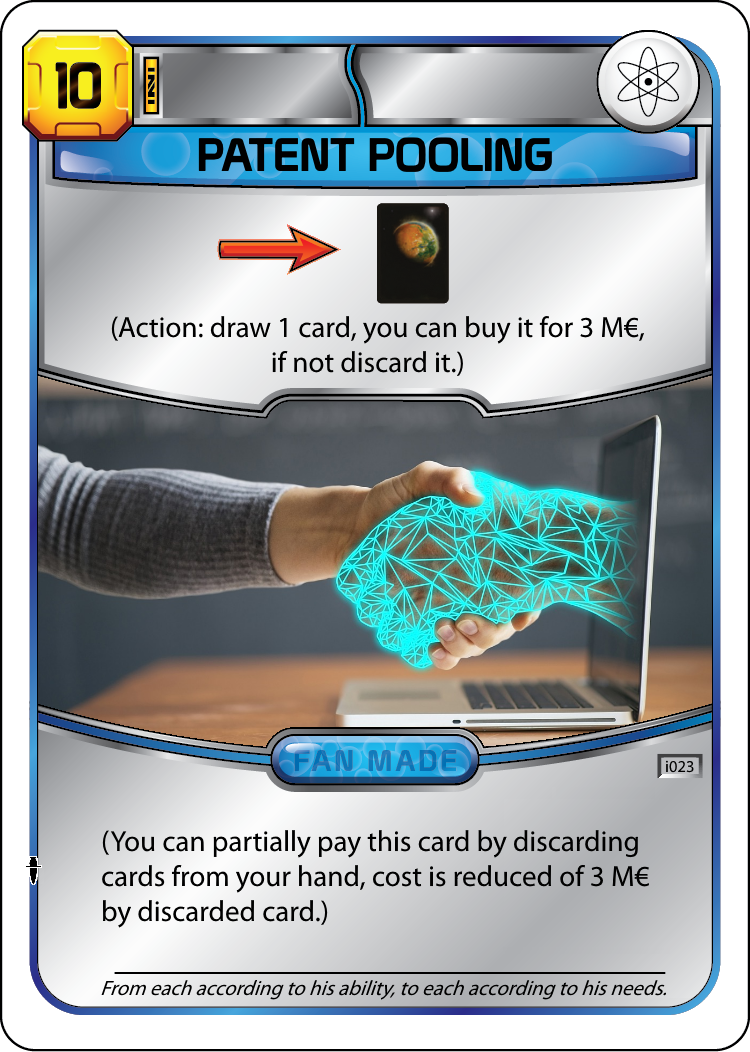 10
INI
PATENT POOLING
(Action: draw 1 card, you can buy it for 3 M€,
if not discard it.)
FAN MADE
i023
(You can partially pay this card by discarding
cards from your hand, cost is reduced of 3 M€
by discarded card.)
From each according to his ability, to each according to his needs.